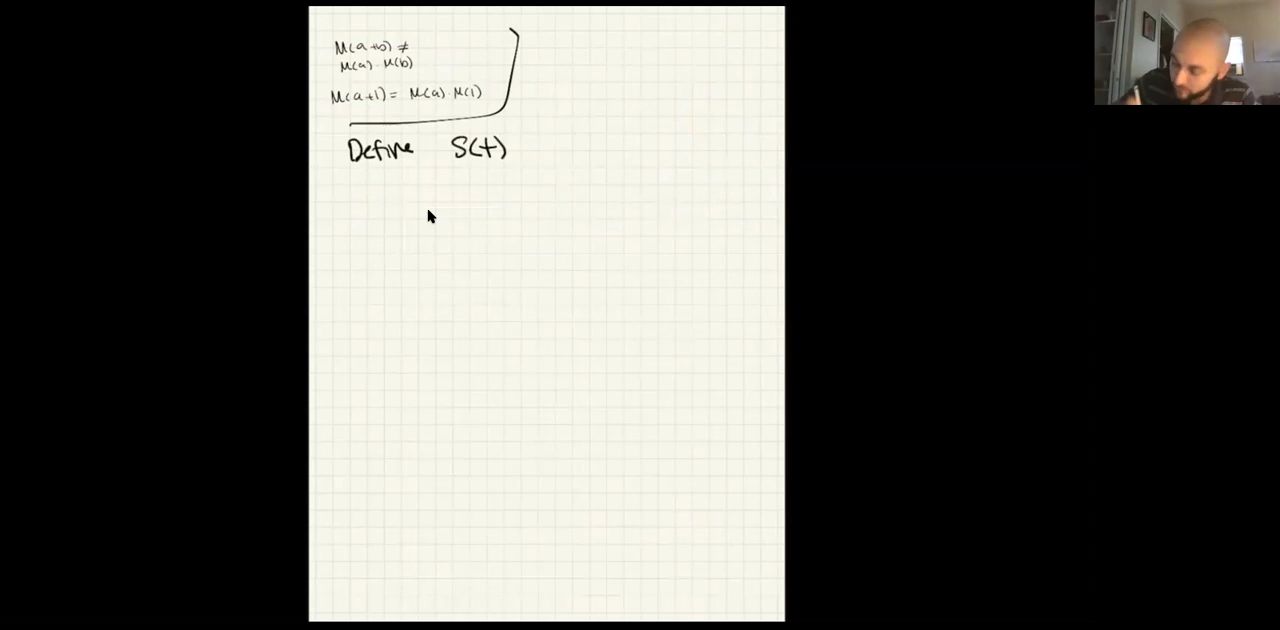 M(a+b) ≠
M(a) · M(b)
M(a+1) = M(a) · M(1)
Define S(t)